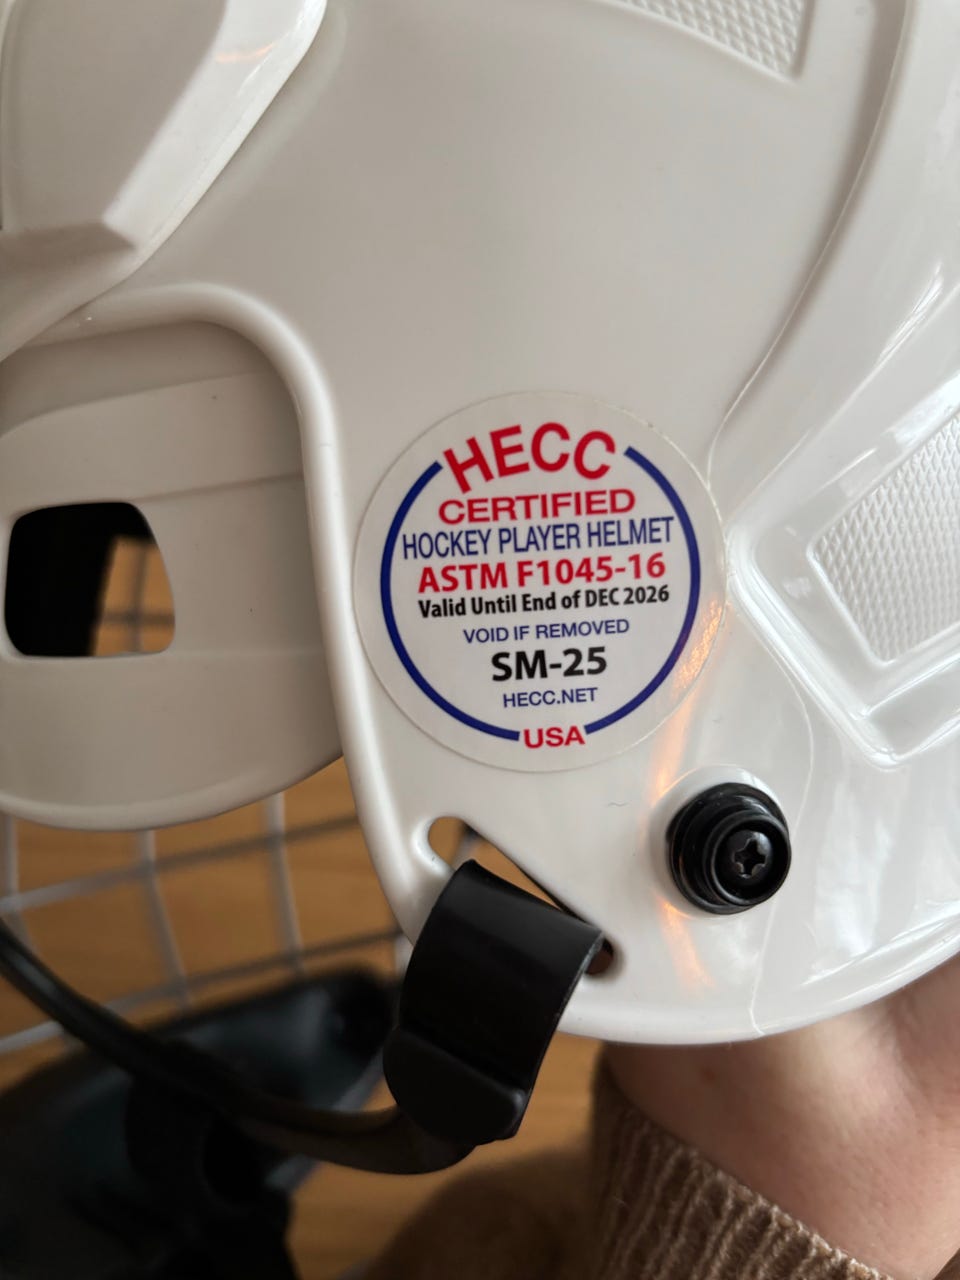 HECC
CERTIFIED
HOCKEY PLAYER HELMET
ASTM F1045-16
Valid Until End of DEC 2026
VOID IF REMOVED
SM-25
HECC.NET
USA